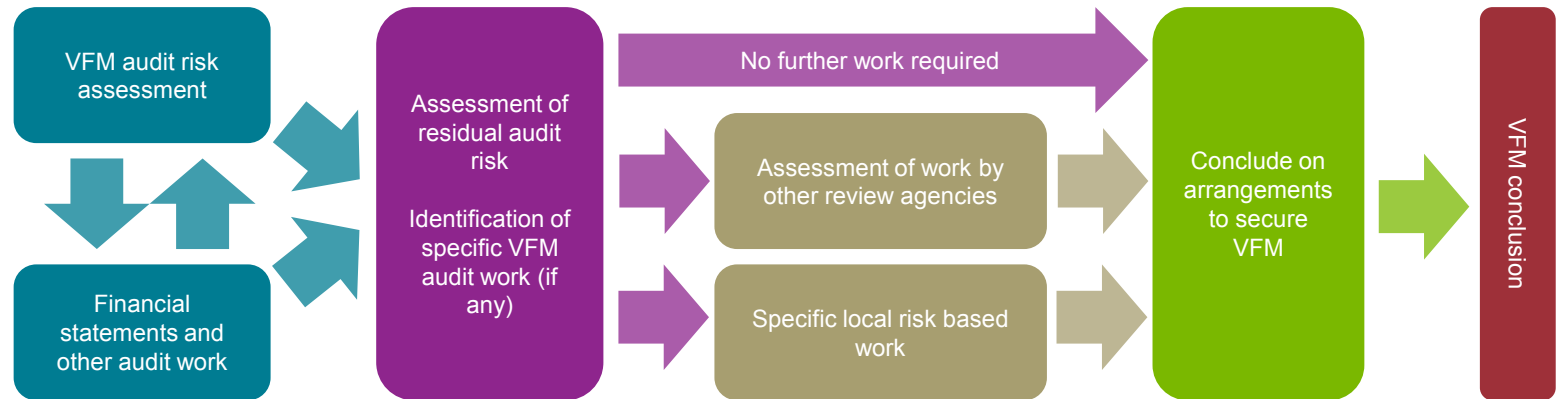 VFM audit risk
assessment
Financial
statements and
other audit work
Assessment of
residual audit
risk
Identification of
specific VFM
audit work (if
any)
No further work required
Assessment of work by
other review agencies
Specific local risk based
work
Conclude on
arrangements
to secure
VFM
VFM conclusion